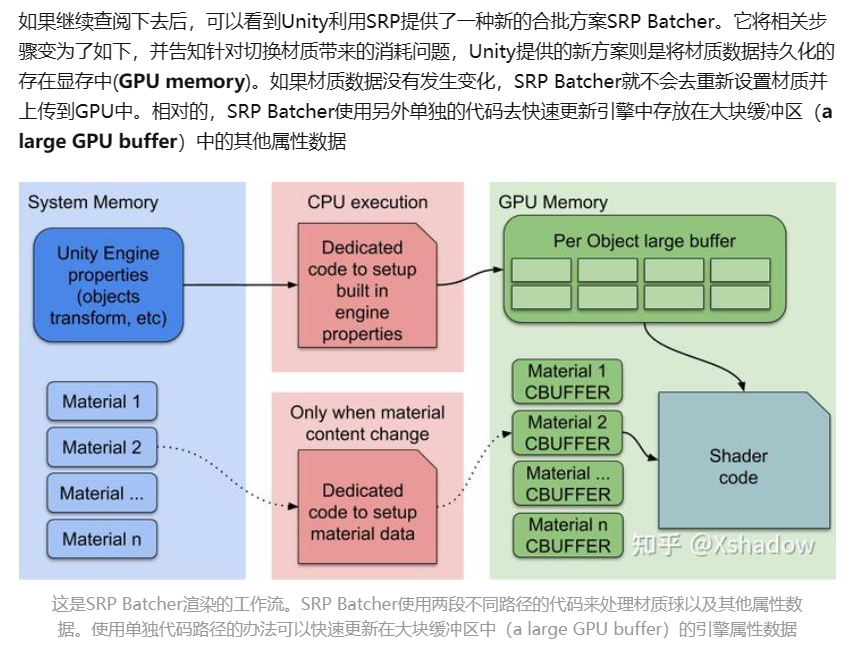 如果继续查阅下去后，可以看到Unity利用SRP提供了一种新的合批方案SRP Batcher。它将相关步
骤变为了如下，并告知针对切换材质带来的消耗问题，Unity提供的新方案则是将材质数据持久化的
存在显存中(GPU memory)。如果材质数据没有发生变化，SRP Batcher就不会去重新设置材质并
上传到GPU中。相对的，SRP Batcher使用另外单独的代码去快速更新引擎中存放在大块缓冲区（a
large GPU buffer）中的其他属性数据
System Memory
Unity Engine
properties
(objects
transform, etc)
Material 1
Material 2
Material ...
Material n
CPU execution
Dedicated
code to setup
built in
engine
properties
Only when material
content change
Dedicated
code to setup
material data
GPU Memory
Per Object large buffer
Material 1
CBUFFER
Material 2
CBUFFER
Material ...
CBUFFER
Material n
CBUFFER
Shader
code
知乎 @Xshadow
这是SRP Batcher渲染的工作流。SRP Batcher使用两段不同路径的代码来处理材质球以及其他属性数
据。使用单独代码路径的办法可以快速更新在大块缓冲区中（a large GPU buffer）的引擎属性数据